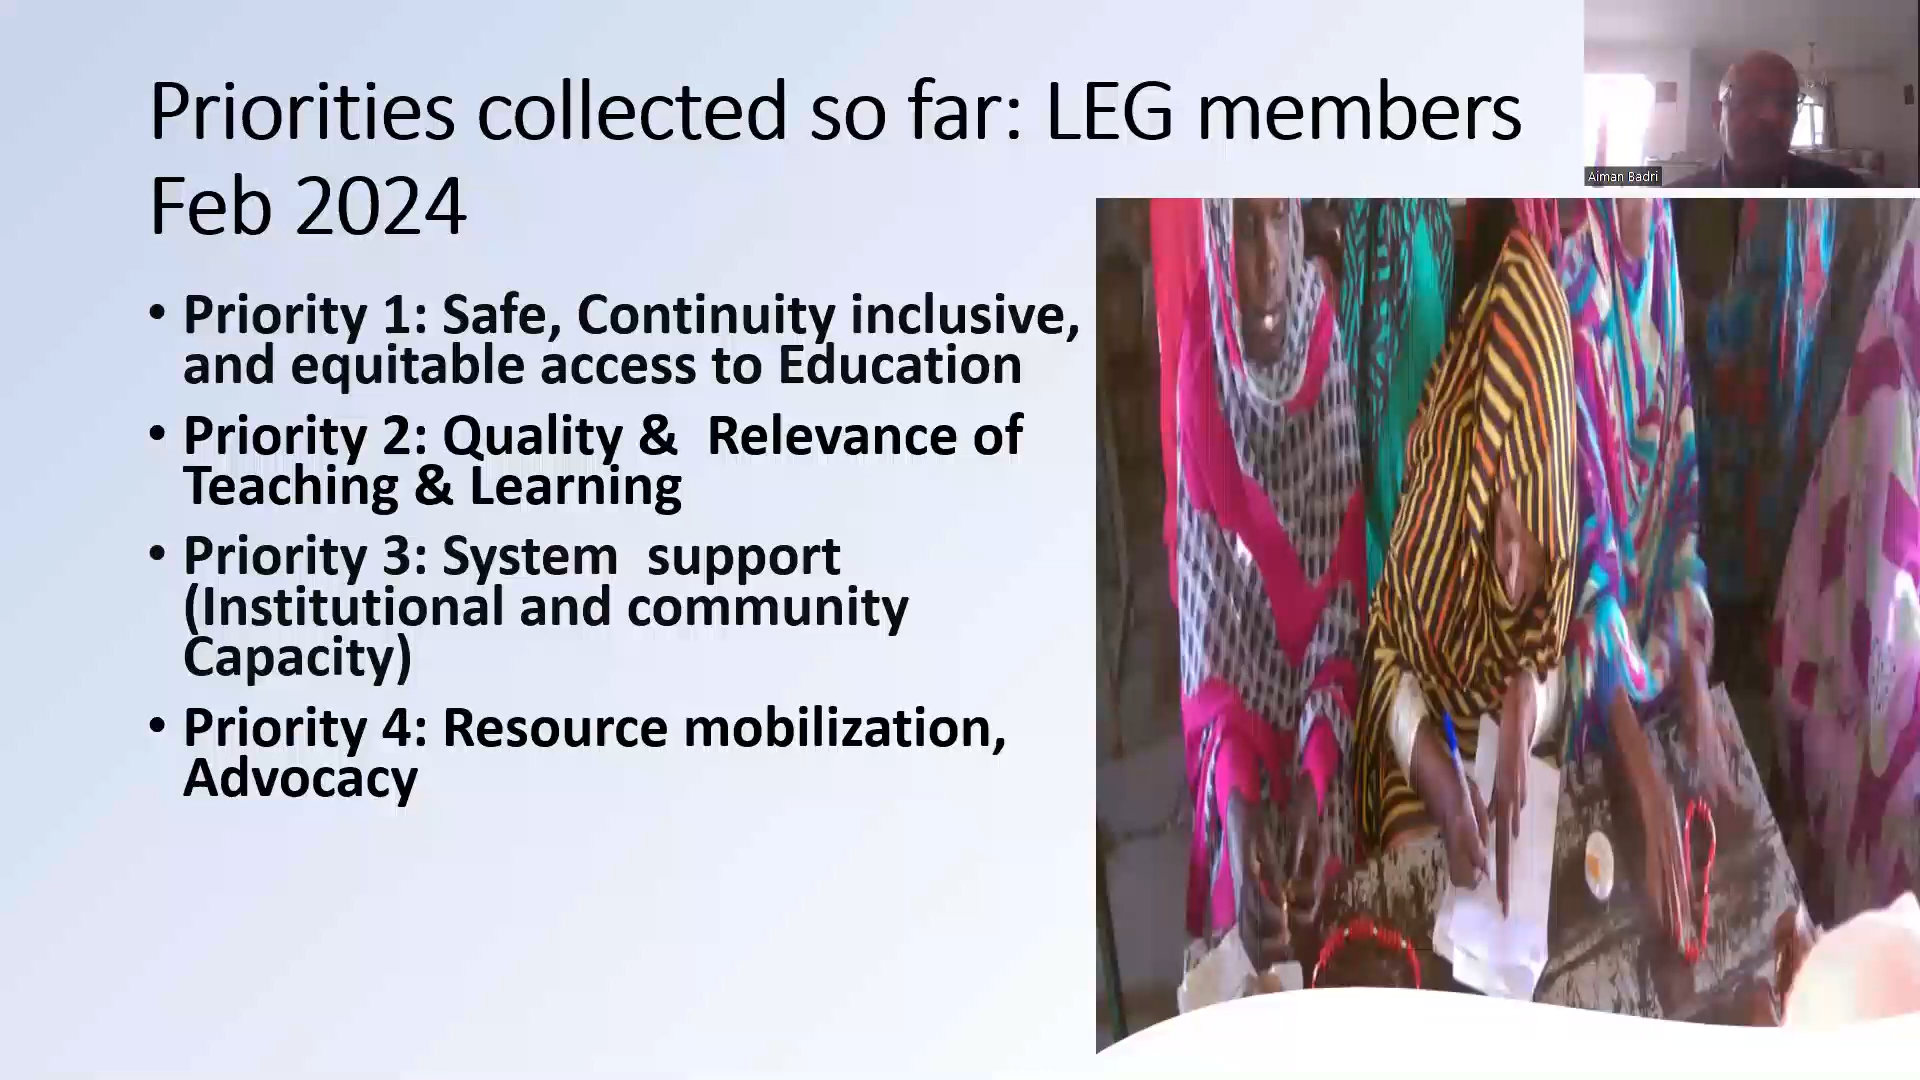 Priorities collected so far: LEG members
Feb 2024
Aiman Badri
• Priority 1: Safe, Continuity inclusive,
and equitable access to Education
• Priority 2: Quality &  Relevance of
Teaching & Learning
• Priority 3: System  support
(Institutional and community
Capacity)
• Priority 4: Resource mobilization,
Advocacy